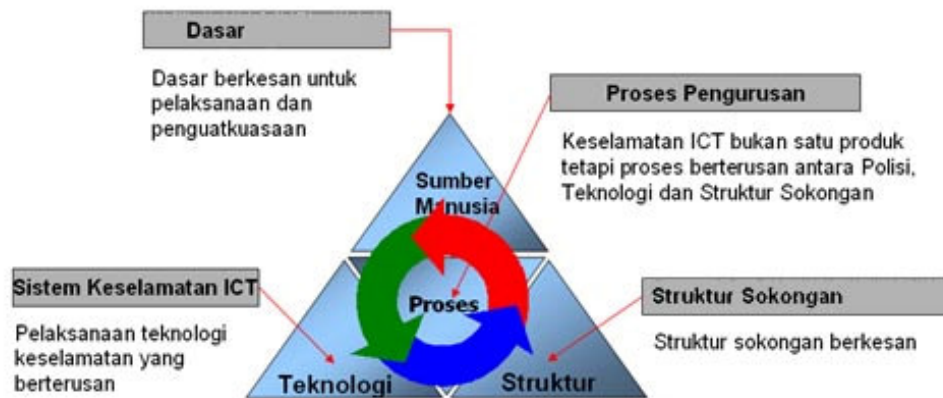 Dasar
Dasar berkesan untuk
pelaksanaan dan
penguatkuasaan
Proses Pengurusan
Keselamatan ICT bukan satu produk
tetapi proses berterusan antara Polisi,
Teknologi dan Struktur Sokongan
Sumber
Manusia
Proses
Sistem Keselamatan ICT
Pelaksanaan teknologi
keselamatan yang
berterusan
Struktur Sokongan
Struktur sokongan berkesan
Teknologi
Struktur